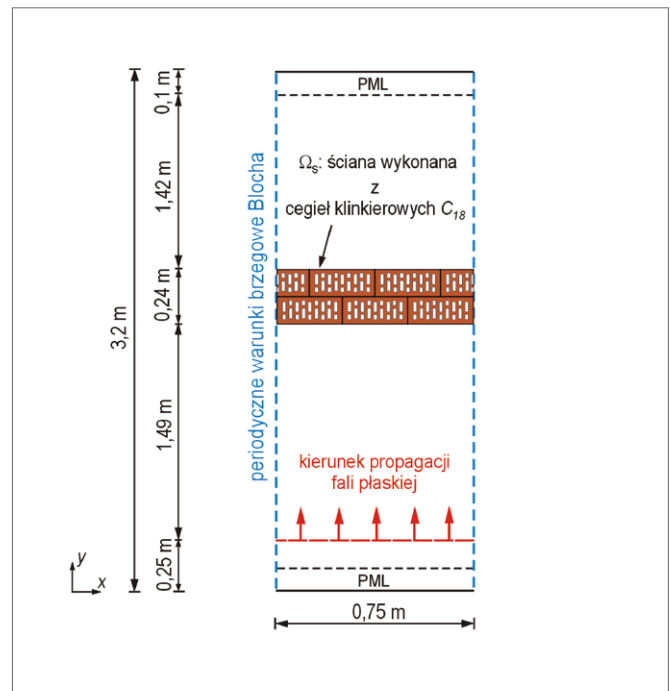 PML
0,1 m
Ωs: ściana wykonana
z
cegieł klinkierowych C18
1,42 m
periodyczne warunki brzegowe Blocha
0,24 m
3,2 m
1,49 m
kierunek propagacji
fali płaskiej
y
x
0,25 m
PML
0,75 m